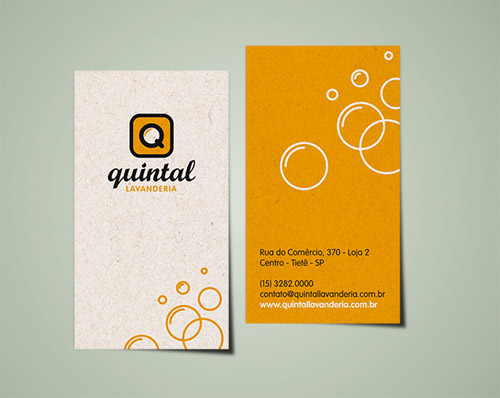 Q
quintal
LAVANDERIA
Rua do Comércio, 370 - Loja 2
Centro - Tietê - SP
(15) 3282.0000
contato@quintallavanderia.com.br
www.quintallavanderia.com.br